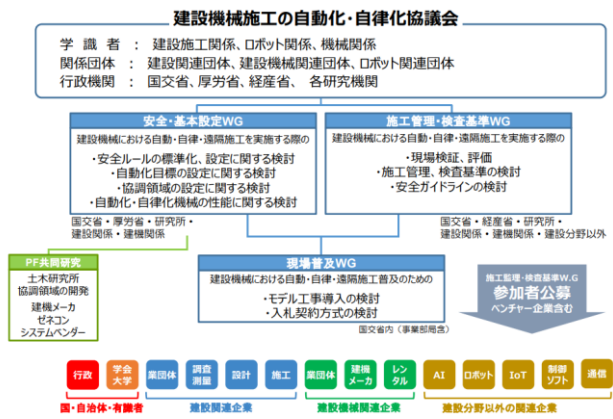 建設機械施工の自動化・自律化協議会
学識者 ： 建設施工関係、ロボット関係、機械関係
関係団体 ： 建設関連団体、建設機械関連団体、ロボット関連団体
行政機関 ： 国交省、厚労省、経産省、 各研究機関
安全・基本設定WG
建設機械における自動・自律・遠隔施工を実施する際の
・安全ルールの標準化、設定に関する検討
・自動化目標の設定に関する検討
・協調領域の設定に関する検討
・自動化・自律化機械の性能に関する検討
国交省・厚労省・研究所・
建設関係・建機関係
施工管理・検査基準WG
建設機械における自動・自律・遠隔施工を実施する際の
・現場検証、評価
・施工管理、検査基準の検討
・安全ガイドラインの検討
国交省・経産省・研究所・
建設関係・建機関係・建設分野以外
PF共同研究
土木研究所
協調領域の開発
建機メーカ
ゼネコン
システムベンダー
現場普及WG
建設機械における自動・自律・遠隔施工普及のための
・モデル工事導入の検討
・入札契約方式の検討
国交省内（事業部局含）
施工監理・検査基準W.G
参加者公募
ベンチャー企業含む
行政
学会
大学
業団体
調査
測量
設計
施工
業団体
建機
メーカ
レン
タル
AI
ロボット
IoT
制御
ソフト
通信
国・自治体・有識者
建設関連企業
建設機械関連企業
建設分野以外の関連企業